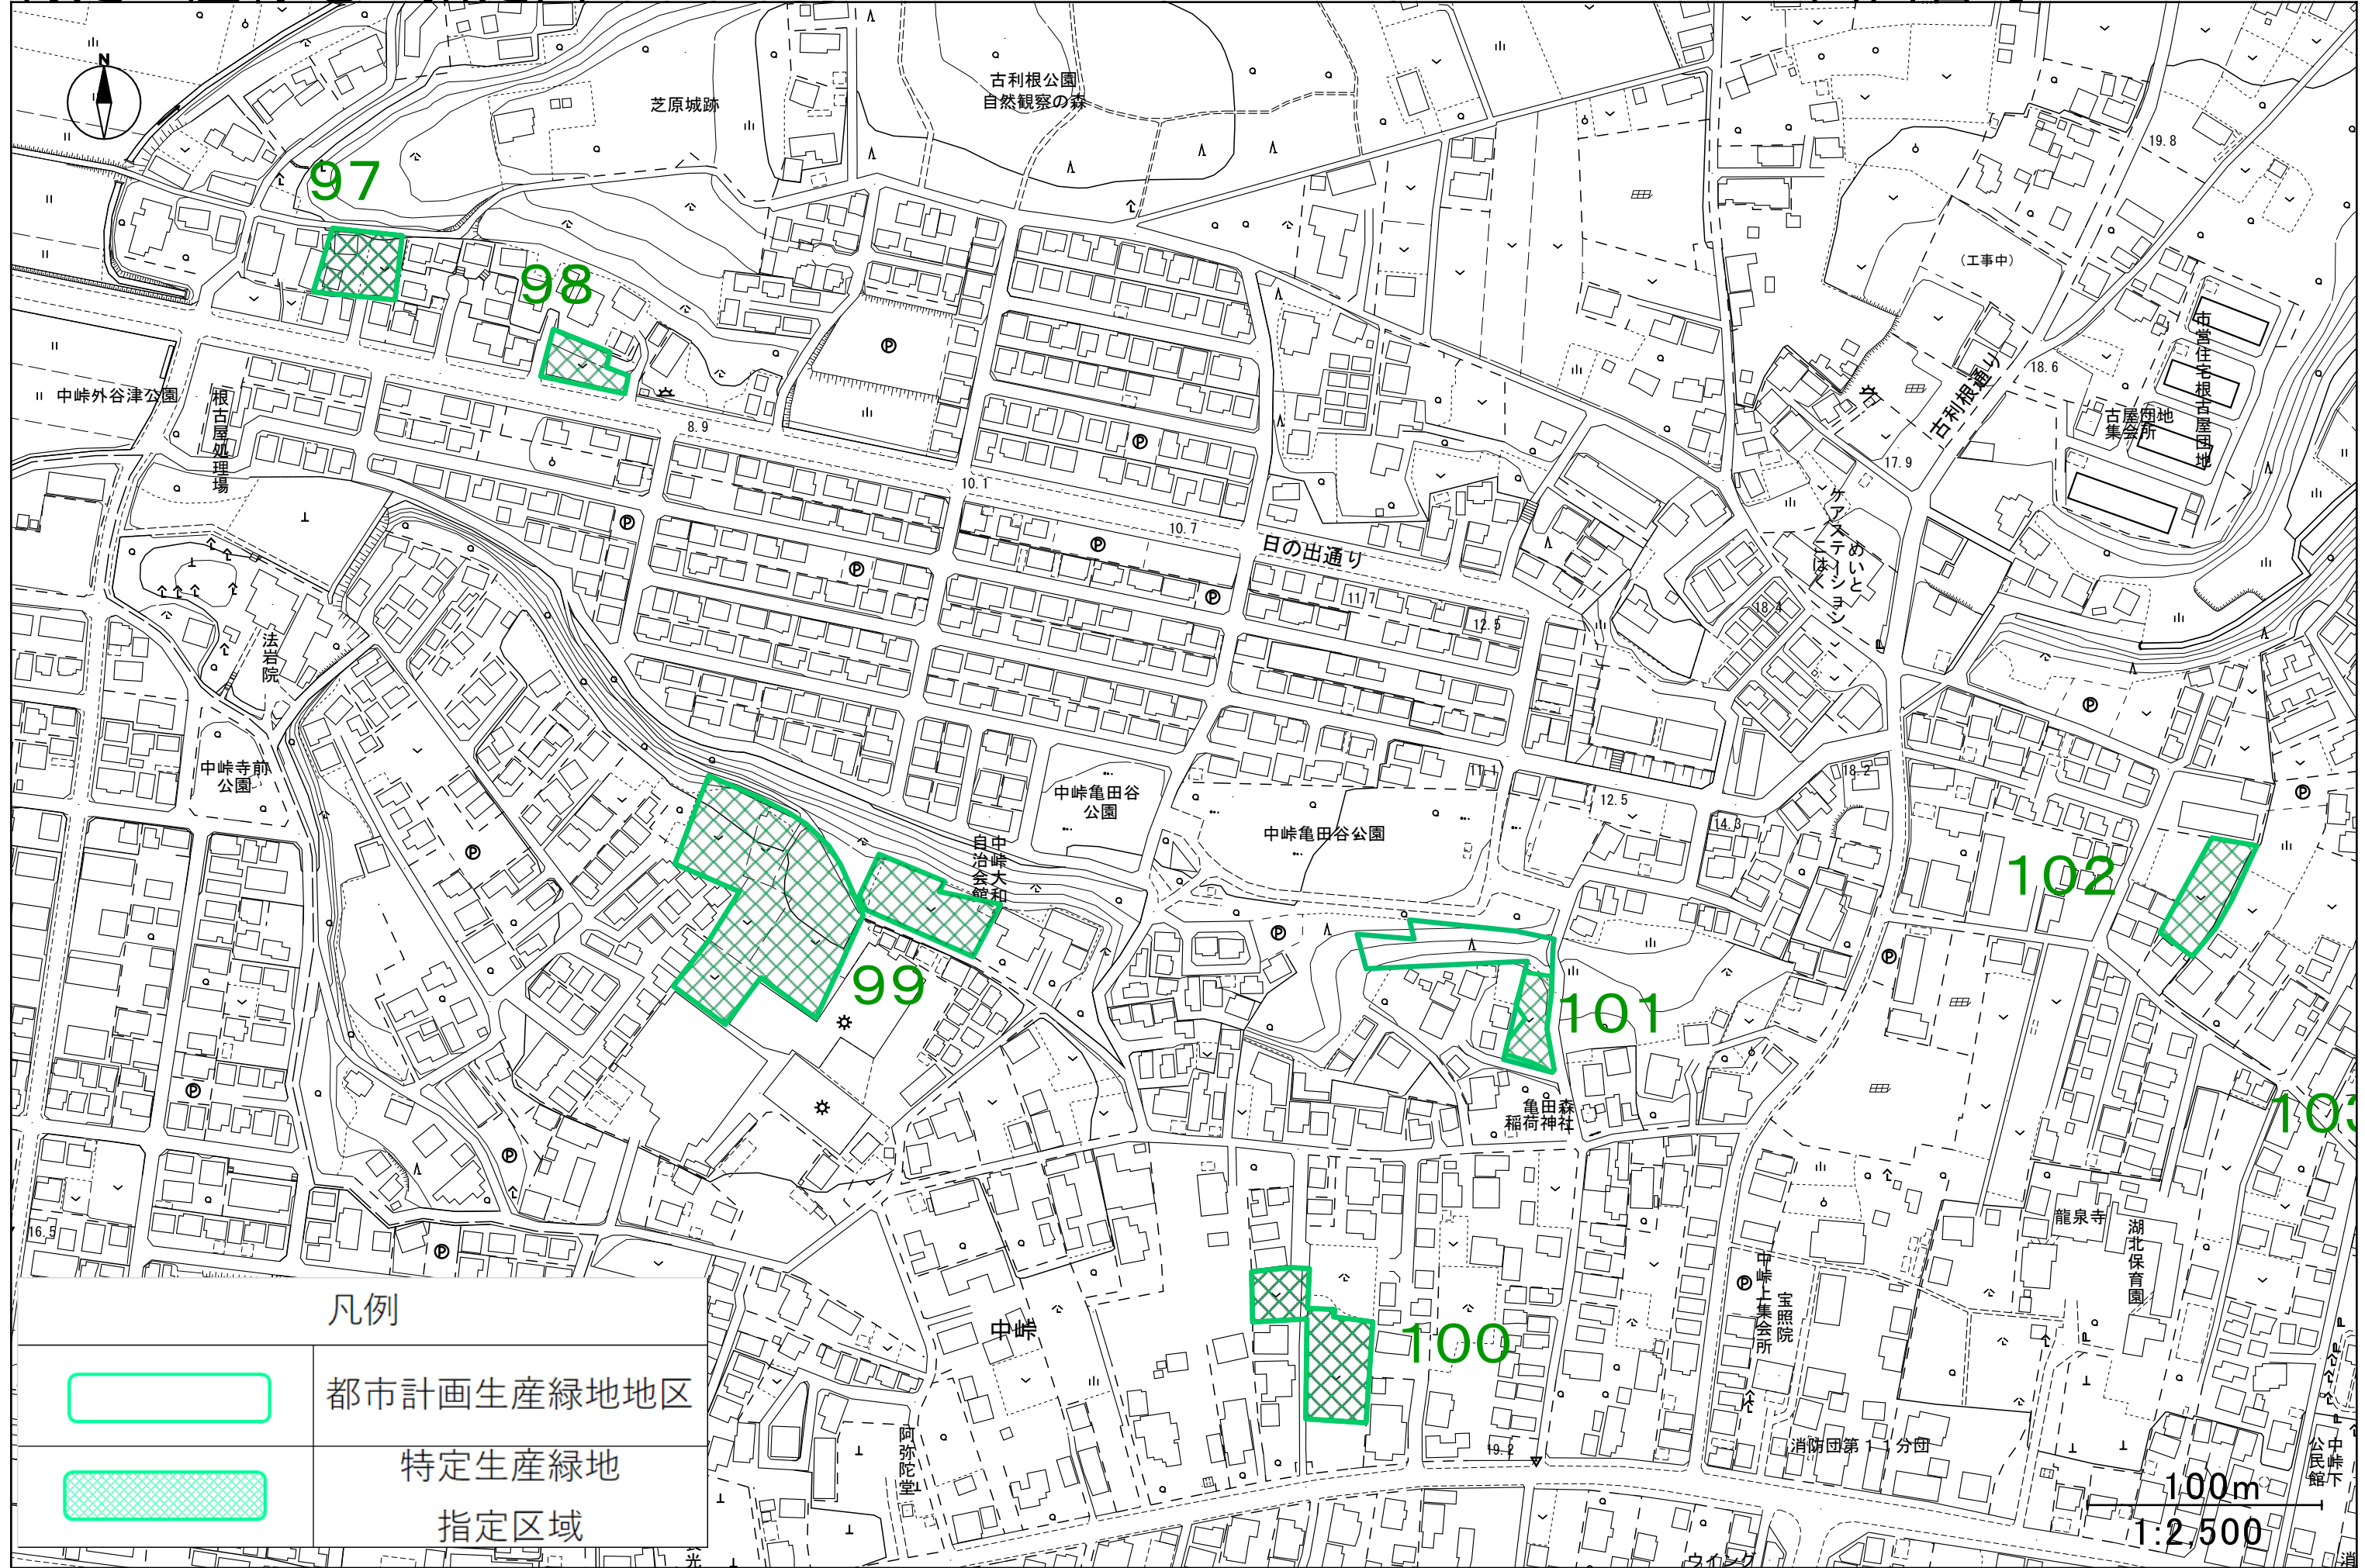 N
古利根公園
自然観察の森
芝原城跡
19.8
97
98
(工事中)
市営住宅根古屋団地
古利根通り
18.6
古屋団地
集会所
中峠外谷津公園
根古屋処理場
8.9
10.1
10.7
17.9
日の出通り
ケアステーション
めいと
こほく
11.7
12.5
18.4
法岩院
中峠寺前
公園
中峠亀田谷
公園
中峠亀田谷公園
11.1
12.5
14.3
18.2
中峠大和
自治会館
99
101
102
103
亀田森
稲荷神社
龍泉寺
湖北保育園
16.5
中峠
100
中峠上集会所
宝照院
阿弥陀堂
19.2
消防団第11分団
中峠下
公民館
ウイング
凡例
都市計画生産緑地地区
特定生産緑地
指定区域
100m
1:2,500